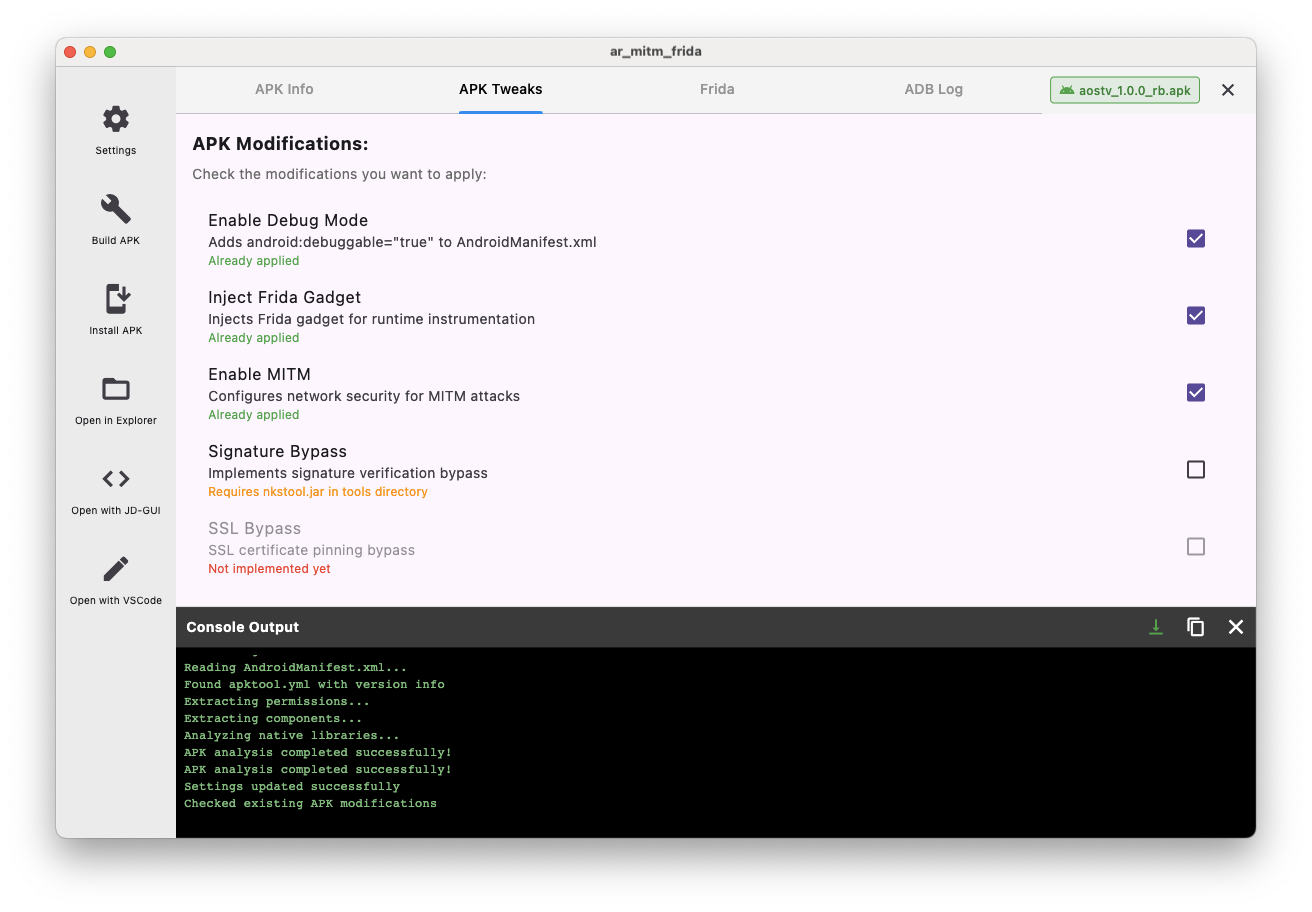 ar_mitm_frida
APK Info
APK Tweaks
Frida
ADB Log
aostv_1.0.0_rb.apk
Settings
Build APK
Install APK
Open in Explorer
Open with JD-GUI
Open with VSCode
APK Modifications:
Check the modifications you want to apply:
Enable Debug Mode
Adds android:debuggable="true" to AndroidManifest.xml
Already applied
Inject Frida Gadget
Injects Frida gadget for runtime instrumentation
Already applied
Enable MITM
Configures network security for MITM attacks
Already applied
Signature Bypass
Implements signature verification bypass
Requires nkstool.jar in tools directory
SSL Bypass
SSL certificate pinning bypass
Not implemented yet
Console Output
Reading AndroidManifest.xml...
Found apktool.yml with version info
Extracting permissions...
Extracting components...
Analyzing native libraries...
APK analysis completed successfully!
APK analysis completed successfully!
Settings updated successfully
Checked existing APK modifications